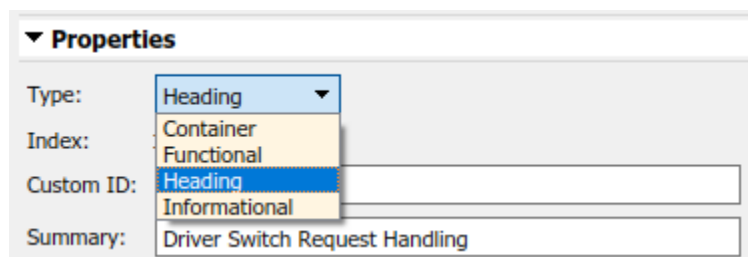 Properties
Type:
Heading
Container
Index:
Functional
Custom ID:
Heading
Informational
Summary:
Driver Switch Request Handling